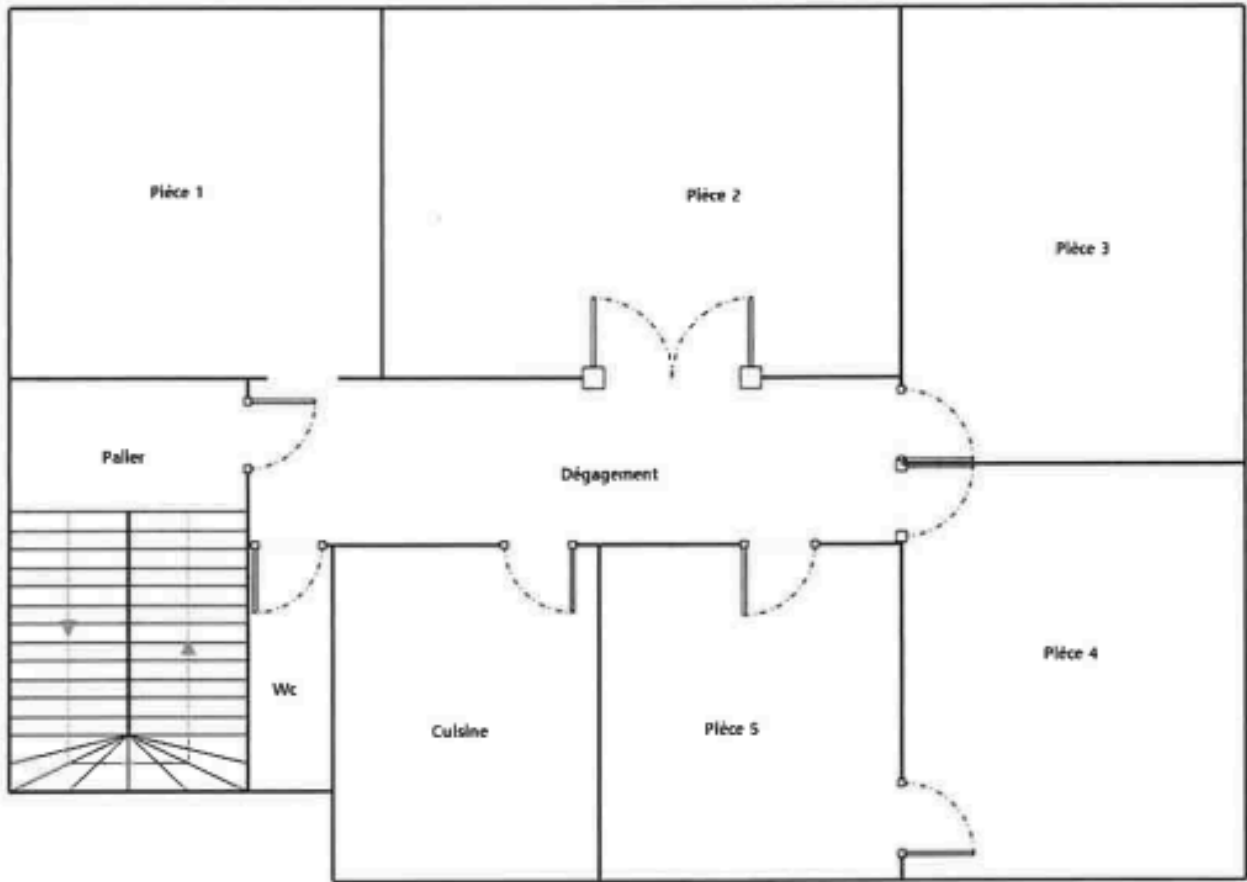 Pièce 1
Pièce 2
Pièce 3
Palier
Dégagement
Pièce 4
Wc
Cuisine
Pièce 5